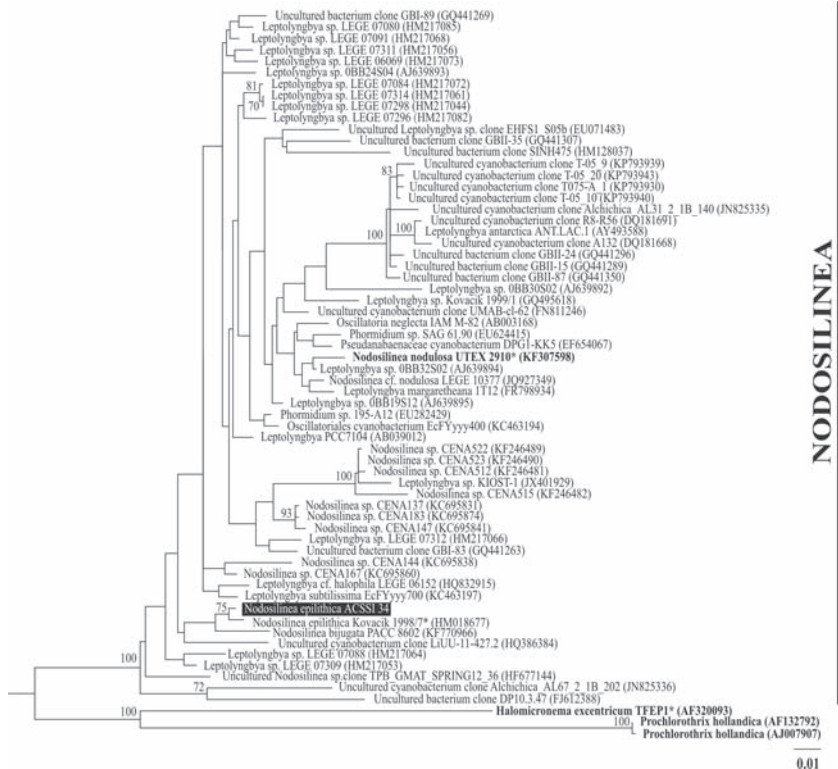 Uncultured bacterium clone GBI-89 (GQ441269)
Leptolyngbya sp. LEGE 07080 (HM217085)
Leptolyngbya sp. LEGE 07091 (HM217068)
Leptolyngbya sp. LEGE 07311 (HM217056)
Leptolyngbya sp. LEGE 06069 (HM217073)
Leptolyngbya sp. 0BB24S04 (AJ639893)
81
Leptolyngbya sp. LEGE 07084 (HM217072)
Leptolyngbya sp. LEGE 07314 (HM217061)
70
Leptolyngbya sp. LEGE 07298 (HM217044)
Leptolyngbya sp. LEGE 07296 (HM217082)
Uncultured Leptolyngbya sp. clone EHFS1_S05b (EU071483)
Uncultured bacterium clone GBII-35 (GQ441307)
Uncultured bacterium clone SINH475 (HM128037)
Uncultured cyanobacterium clone T-05_9 (KP793939)
83
Uncultured cyanobacterium clone T-05_20 (KP793943)
Uncultured cyanobacterium clone T075-A_1 (KP793930)
Uncultured cyanobacterium clone T-05_10 (KP793940)
Uncultured cyanobacterium clone Alchichica_AL31_2_1B_140 (JN825335)
Uncultured cyanobacterium clone R8-R56 (DQ181691)
100
100
Leptolyngbya antarctica ANT.LAC.1 (AY493588)
Uncultured cyanobacterium clone A132 (DQ181668)
Uncultured bacterium clone GBII-24 (GQ441296)
Uncultured bacterium clone GBII-15 (GQ441289)
Uncultured bacterium clone GBII-87 (GQ441350)
Leptolyngbya sp. 0BB30S02 (AJ639892)
Leptolyngbya sp. Kovacik 1999/1 (GQ495618)
Uncultured cyanobacterium clone UMAB-cl-62 (FN811246)
Oscillatoria neglecta IAM M-82 (AB003168)
Phormidium sp. SAG 61.90 (EU624415)
Pseudanabaenaceae cyanobacterium DPG1-KK5 (EF654067)
Nodosilinea nodulosa UTEX 2910* (KF307598)
Leptolyngbya sp. 0BB32S02 (AJ639894)
Nodosilinea cf. nodulosa LEGE 10377 (JQ927349)
Leptolyngbya margaretheana 1T12 (FR798934)
Leptolyngbya sp. 0BB19S12 (AJ639895)
Phormidium sp. 195-A12 (EU282429)
Oscillatoriales cyanobacterium EcFYyyy400 (KC463194)
Leptolyngbya PCC7104 (AB039012)
Nodosilinea sp. CENA522 (KF246489)
Nodosilinea sp. CENA523 (KF246490)
100
Nodosilinea sp. CENA512 (KF246481)
Leptolyngbya sp. KIOST-1 (JX401929)
Nodosilinea sp. CENA515 (KF246482)
Nodosilinea sp. CENA137 (KC695831)
93
Nodosilinea sp. CENA183 (KC695874)
Nodosilinea sp. CENA147 (KC695841)
Leptolyngbya sp. LEGE 07312 (HM217066)
Uncultured bacterium clone GBI-83 (GQ441263)
Nodosilinea sp. CENA144 (KC695838)
Nodosilinea sp. CENA167 (KC695860)
Leptolyngbya cf. halophila LEGE 06152 (HQ832915)
Leptolyngbya subtilissima EcFYyyy700 (KC463197)
75
Nodosilinea epilithica ACSSI 34
Nodosilinea epilithica Kovacik 1998/7* (HM018677)
Nodosilinea bijugata PACC 8602 (KF770966)
Uncultured cyanobacterium clone LiUU-11-427.2 (HQ386384)
100
Leptolyngbya sp. LEGE 07088 (HM217064)
Leptolyngbya sp. LEGE 07309 (HM217053)
Uncultured Nodosilinea sp.clone TPB_GMAT_SPRING12_36 (HF677144)
72
Uncultured cyanobacterium clone Alchichica_AL67_2_1B_202 (JN825336)
Uncultured bacterium clone DP10.3.47 (FJ612388)
100
Halomicronema excentricum TFEP1* (AF320093)
100
Prochlorothrix hollandica (AF132792)
Prochlorothrix hollandica (AJ007907)
NODOSILINEA
0.01